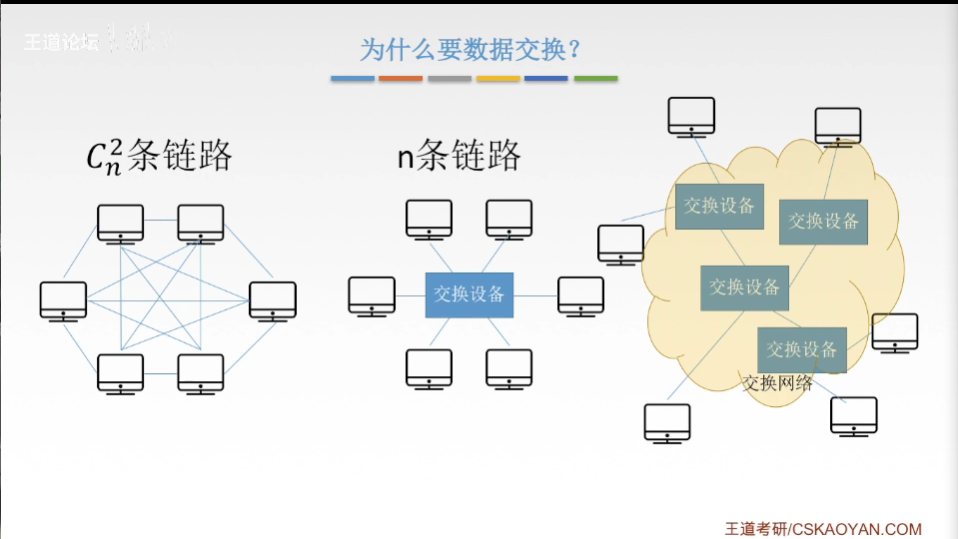 王道论坛
为什么要数据交换？
C_n^2条链路
n条链路
交换设备
交换设备
交换设备
交换设备
交换设备
交换网络
王道考研/CSKAOYAN.COM